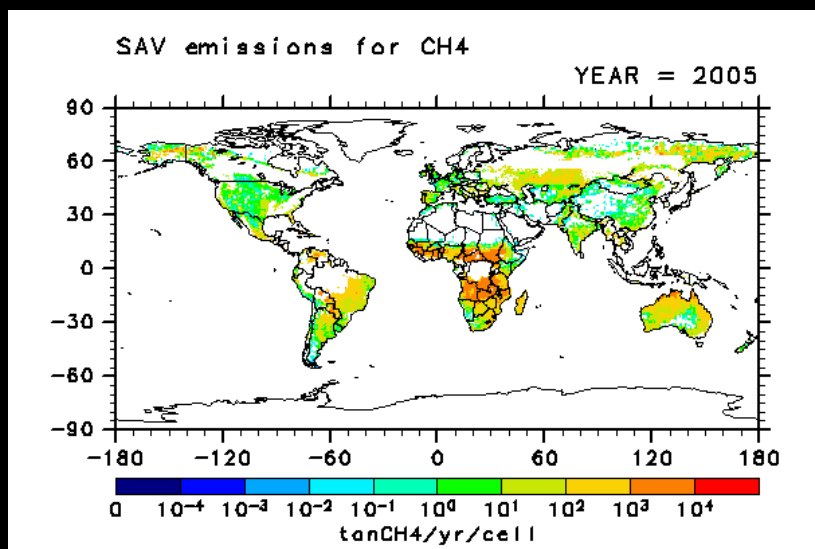 SAV emissions for CH4
YEAR = 2005
90
60
30
0
-30
-60
-90
-180 -120 -60 0 60 120 180
0 10⁻⁴ 10⁻³ 10⁻² 10⁻¹ 10⁰ 10¹ 10² 10³ 10⁴
tonCH4/yr/cell